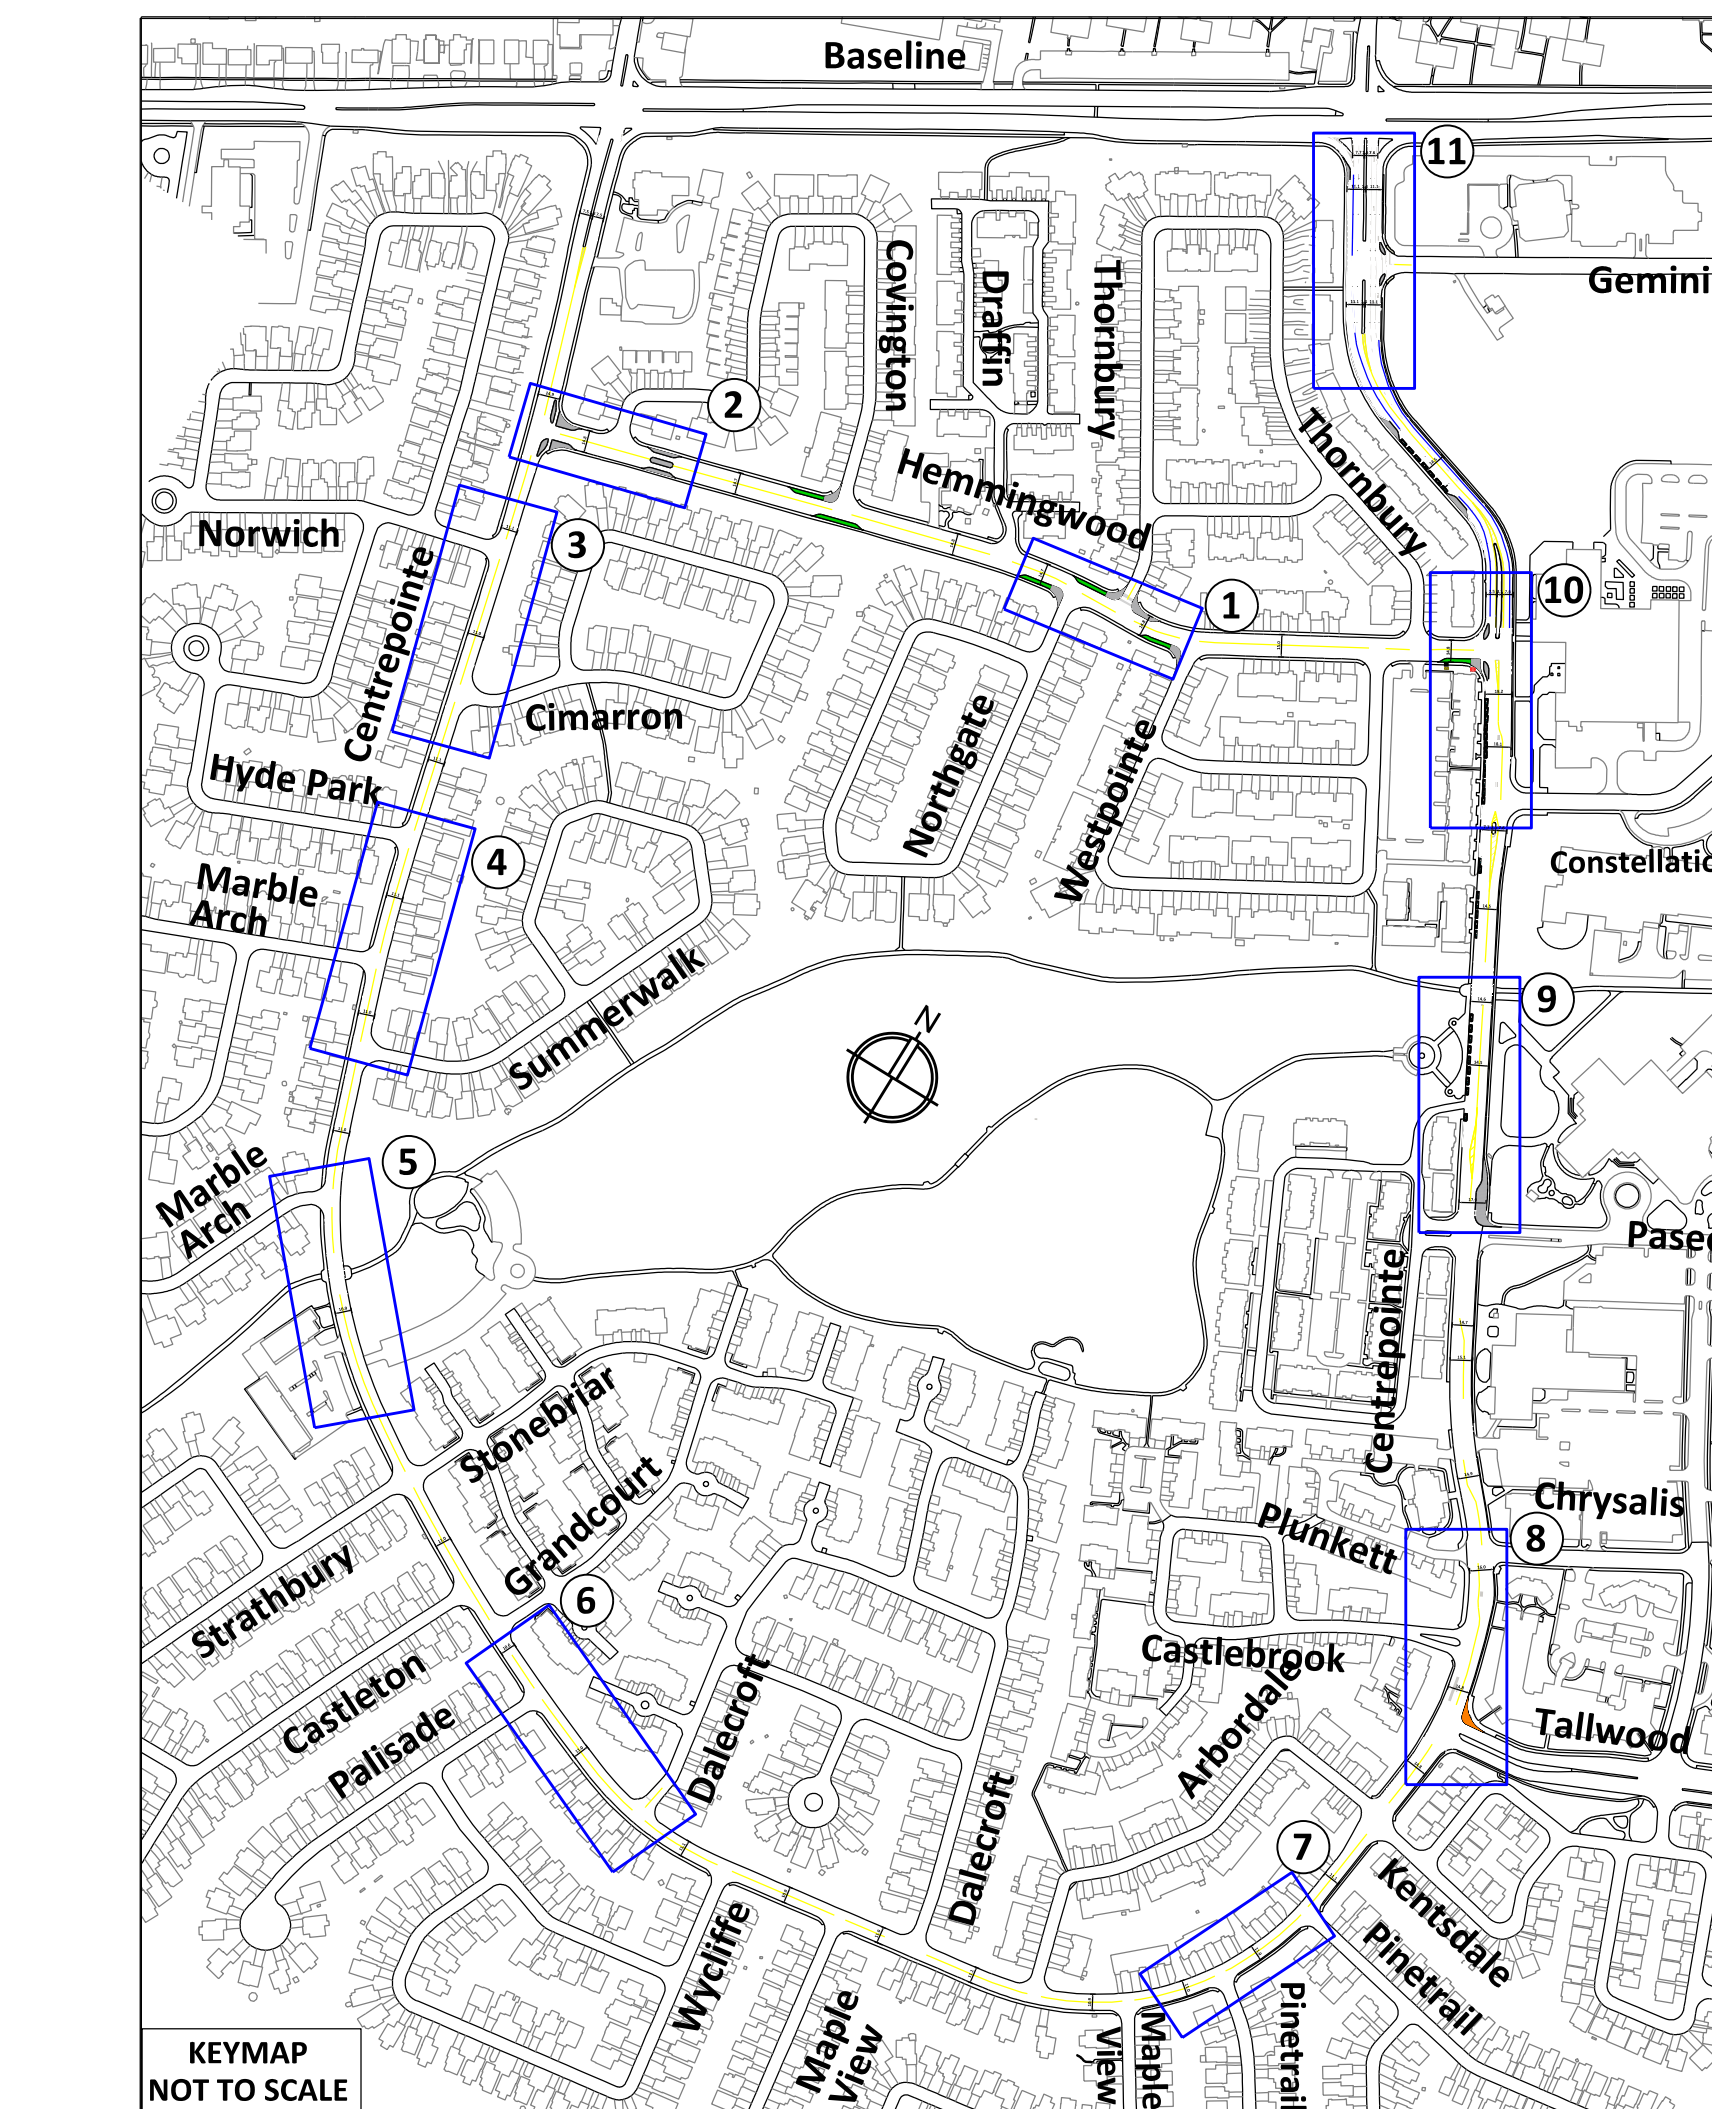 Baseline
11
Gemini
Covington
Draffin
Thornbury
2
Thornbury
Hemmingwood
Norwich
3
Centrepointe
10
1
Cimarron
Hyde Park
Northgate
Westpointe
4
Marble
Arch
Summerwalk
N
9
5
Marble
Arch
Centrepointe
Stonebriar
Grandcourt
Plunkett
Chrysalis
8
Strathbury
6
Castleton
Palisade
Dalecroft
Castlebrook
Arbordale
Tallwood
Dalecroft
7
Kentsdale
Pinetrail
Wycliffe
Maple
View
Maple
View
Pinetrail
KEYMAP
NOT TO SCALE